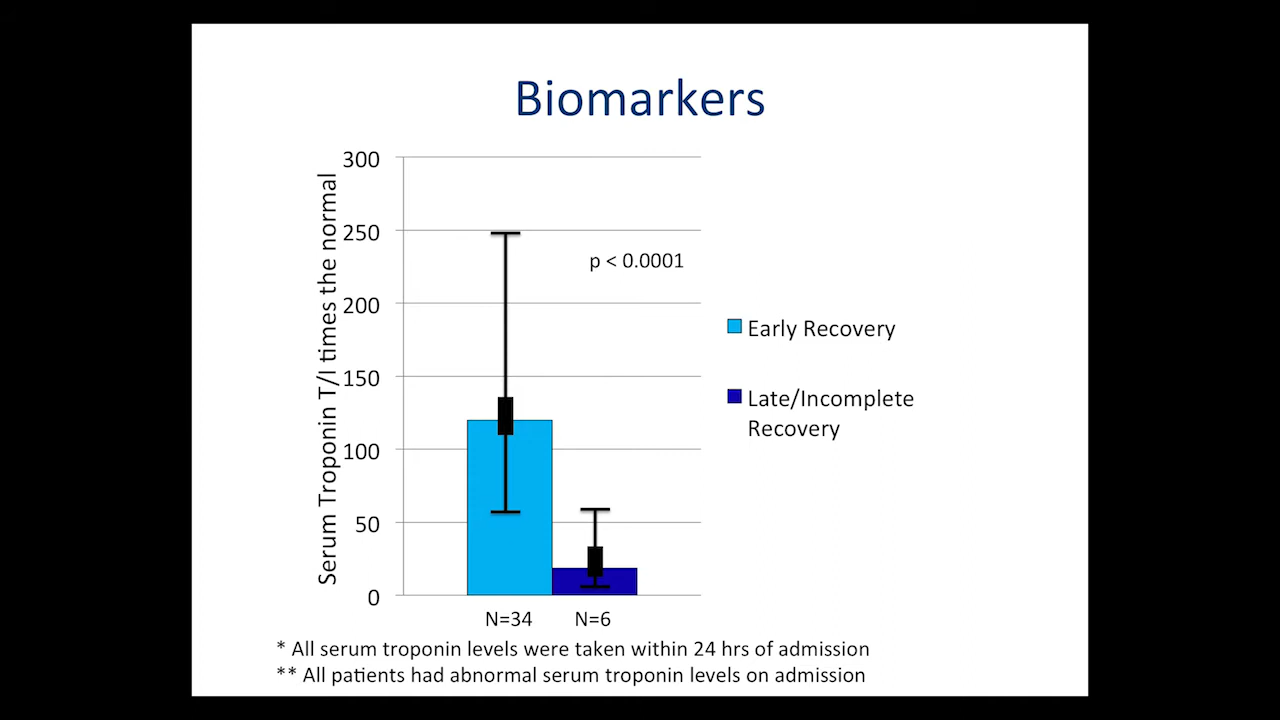 Biomarkers
Serum Troponin T/I times the normal
300
250
200
150
100
50
0
p < 0.0001
Early Recovery
Late/Incomplete
Recovery
N=34
N=6
* All serum troponin levels were taken within 24 hrs of admission
** All patients had abnormal serum troponin levels on admission